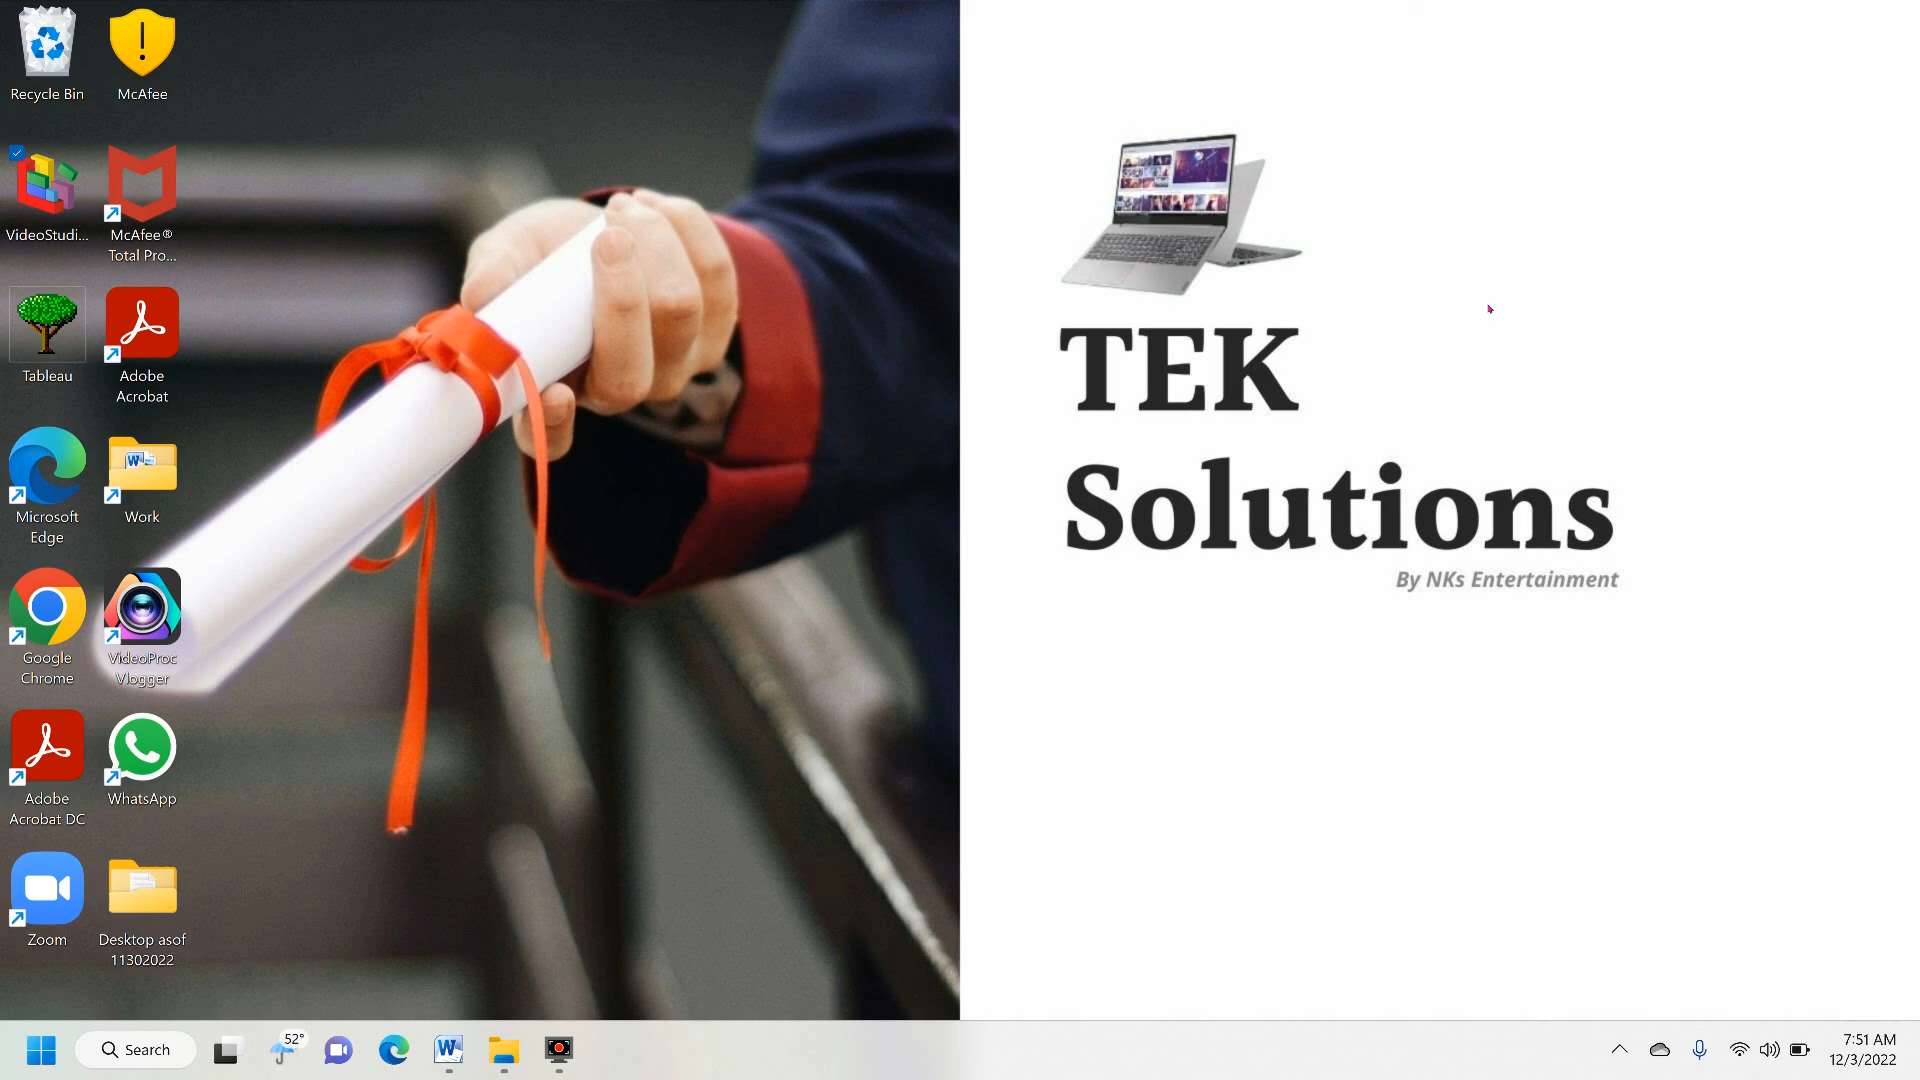 Recycle Bin
McAfee
VideoStudi...
McAfee®
Total Pro...
Tableau
Adobe
Acrobat
Microsoft
Edge
Work
Google
Chrome
VideoProc
Vlogger
Adobe
Acrobat DC
WhatsApp
Zoom
Desktop asof
11302022
TEK
Solutions
By NKs Entertainment
Search
52°
7:51 AM
12/3/2022